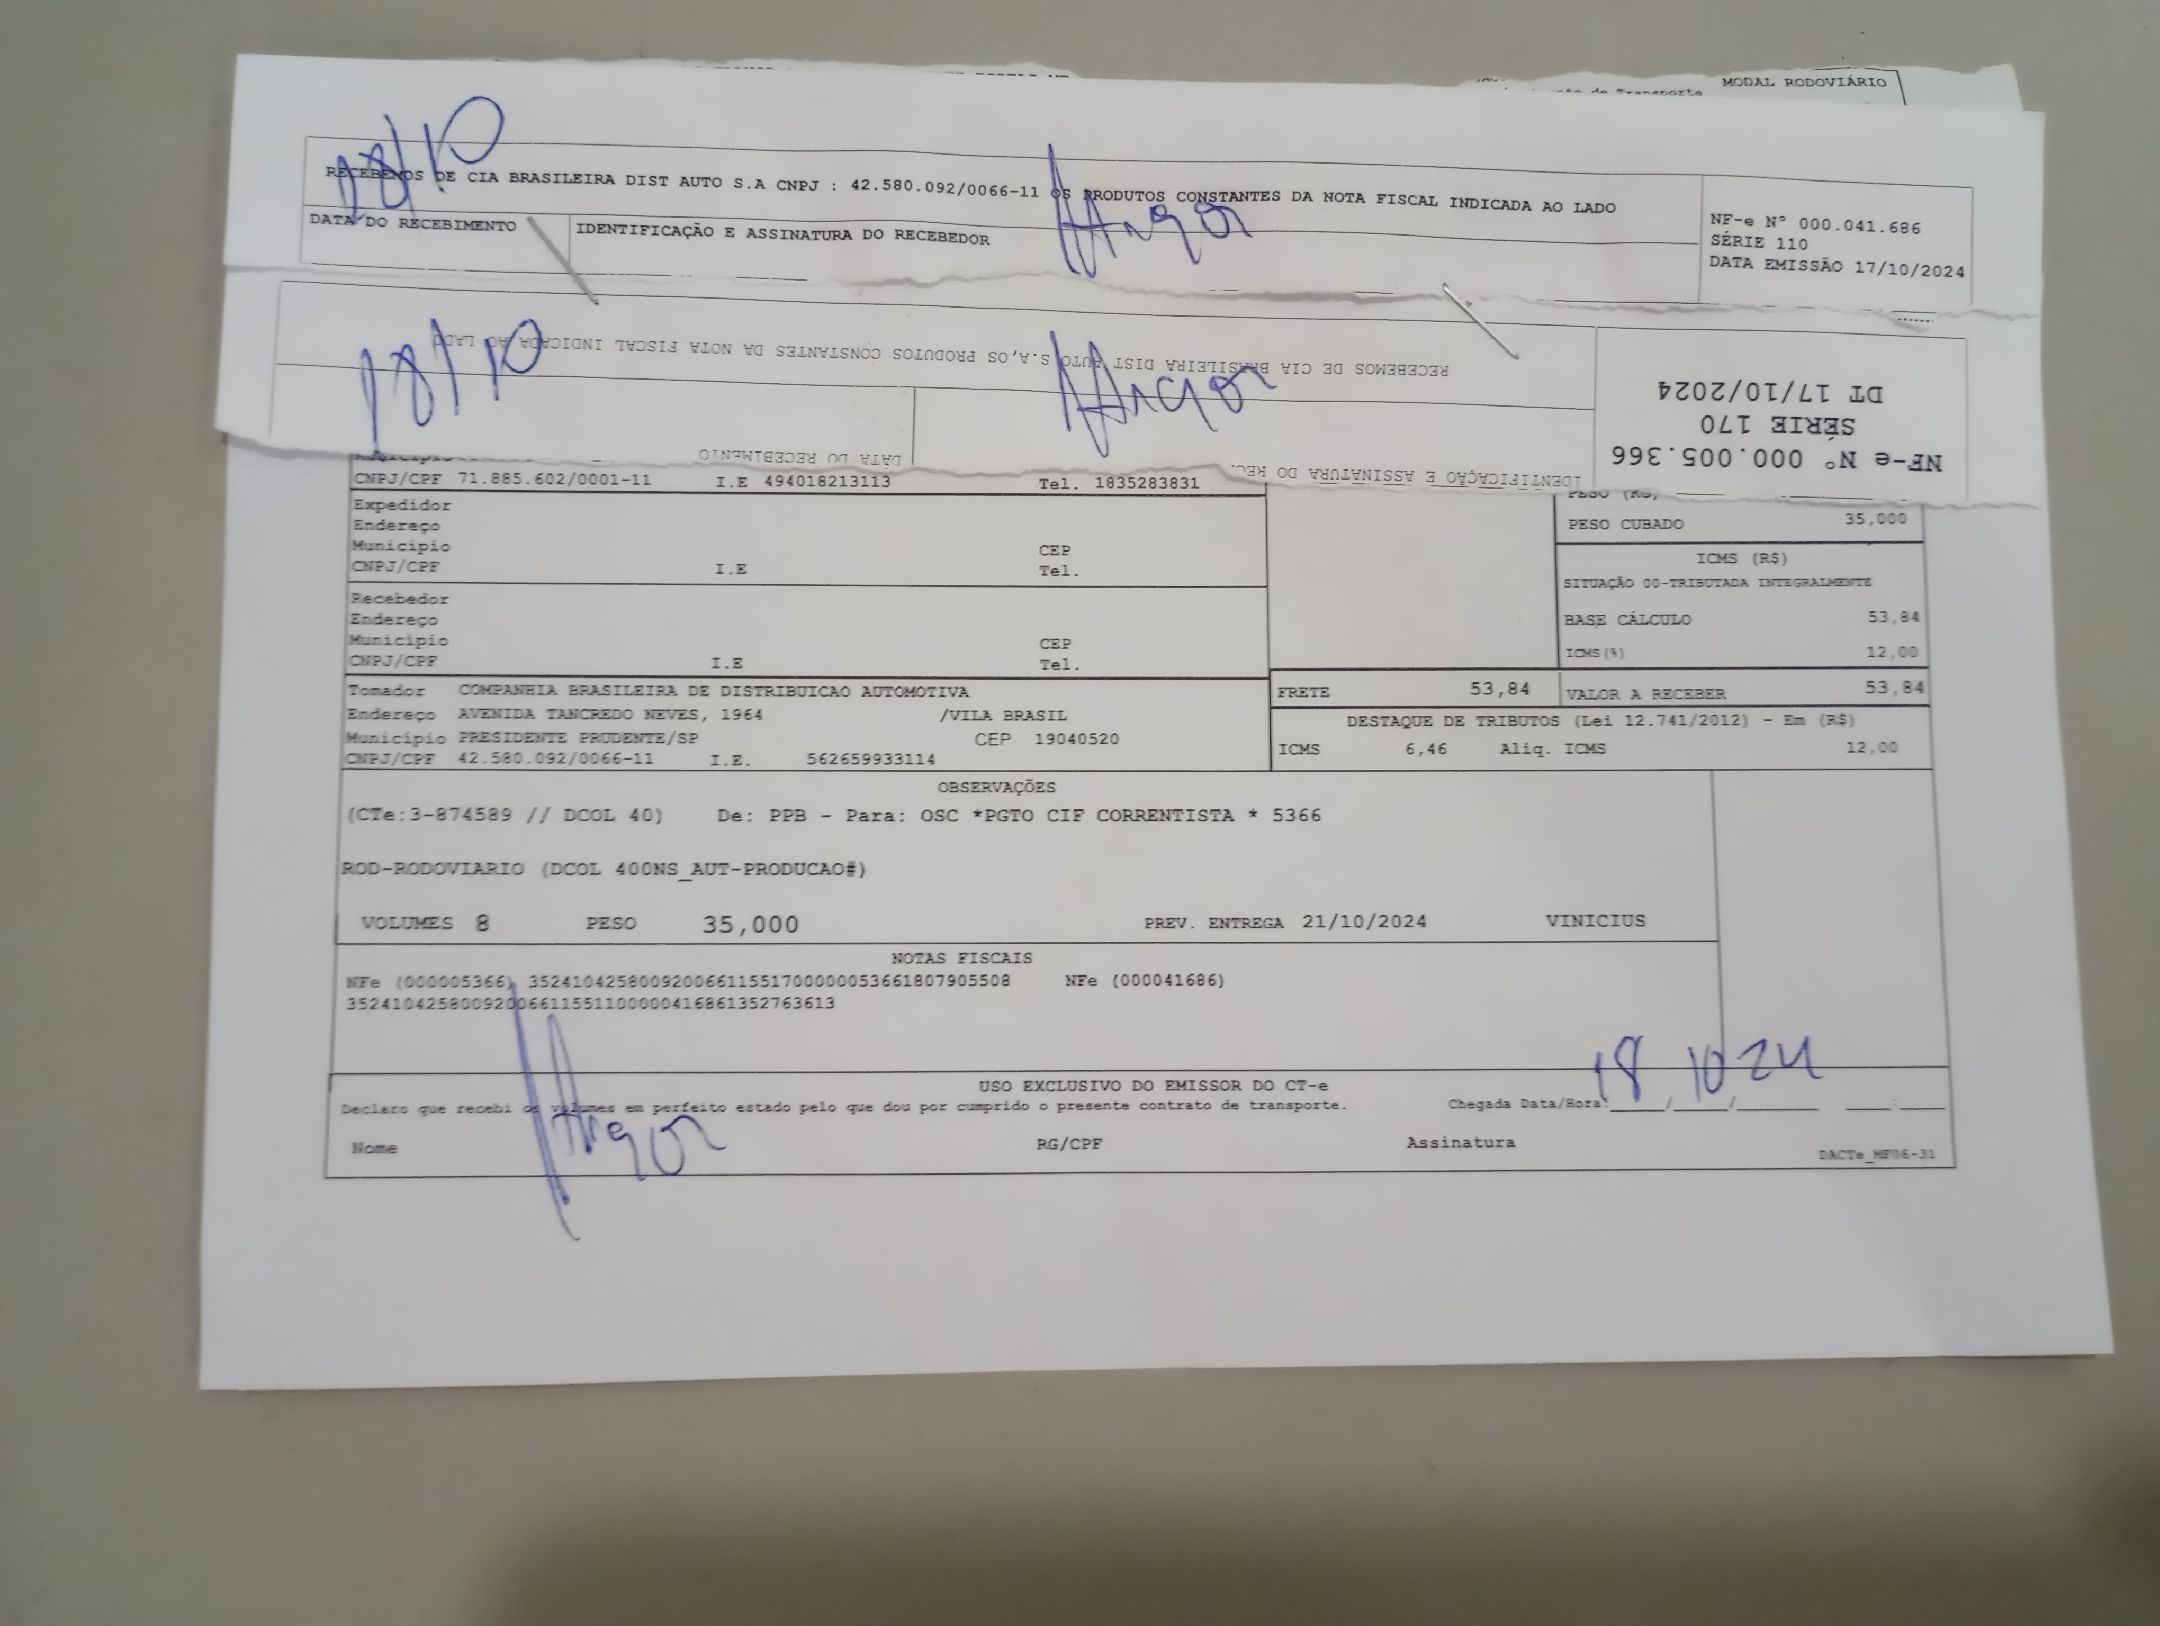 MODAL RODOVIÁRIO
de Transporte
18/10
RECEBEMOS DE CIA BRASILEIRA DIST AUTO S.A CNPJ : 42.580.092/0066-11 OS PRODUTOS CONSTANTES DA NOTA FISCAL INDICADA AO LADO
DATA DO RECEBIMENTO IDENTIFICAÇÃO E ASSINATURA DO RECEBEDOR
NF-e Nº 000.041.686
SÉRIE 110
DATA EMISSÃO 17/10/2024
18/10
RECEBEMOS DE CIA BRASILEIRA DIST AUTO S.A, OS PRODUTOS CONSTANTES DA NOTA FISCAL INDICADA AO LADO
DATA DO RECEBIMENTO IDENTIFICAÇÃO E ASSINATURA DO REC.
NF-e Nº 000.005.366
SÉRIE 170
DT 17/10/2024
CNPJ/CPF 71.885.602/0001-11 I.E 494018213113 Tel. 1835283831
Expedidor
Endereço
Município CEP
CNPJ/CPF I.E Tel.
Recebedor
Endereço
Município CEP
CNPJ/CPF I.E Tel.
PESO (KG)
PESO CUBADO 35,000
ICMS (R$)
SITUAÇÃO 00-TRIBUTADA INTEGRALMENTE
BASE CÁLCULO 53,84
ICMS(%) 12,00
Tomador COMPANHIA BRASILEIRA DE DISTRIBUICAO AUTOMOTIVA
Endereço AVENIDA TANCREDO NEVES, 1964 /VILA BRASIL
Município PRESIDENTE PRUDENTE/SP CEP 19040520
CNPJ/CPF 42.580.092/0066-11 I.E. 562659933114
FRETE 53,84 VALOR A RECEBER 53,84
DESTAQUE DE TRIBUTOS (Lei 12.741/2012) - Em (R$)
ICMS 6,46 Aliq. ICMS 12,00
OBSERVAÇÕES
(CTe:3-874589 // DCOL 40) De: PPB - Para: OSC *PGTO CIF CORRENTISTA * 5366
ROD-RODOVIARIO (DCOL 400NS_AUT-PRODUCAO#)
VOLUMES 8 PESO 35,000 PREV. ENTREGA 21/10/2024 VINICIUS
NOTAS FISCAIS
NFe (000005366) 35241042580092006611551700000053661807905508 NFe (000041686)
35241042580092006611551100000416861352763613
USO EXCLUSIVO DO EMISSOR DO CT-e
Declaro que recebi os volumes em perfeito estado pelo que dou por cumprido o presente contrato de transporte. Chegada Data/Hora: 18/10/24
Nome RG/CPF Assinatura
DACTe_MF06-31